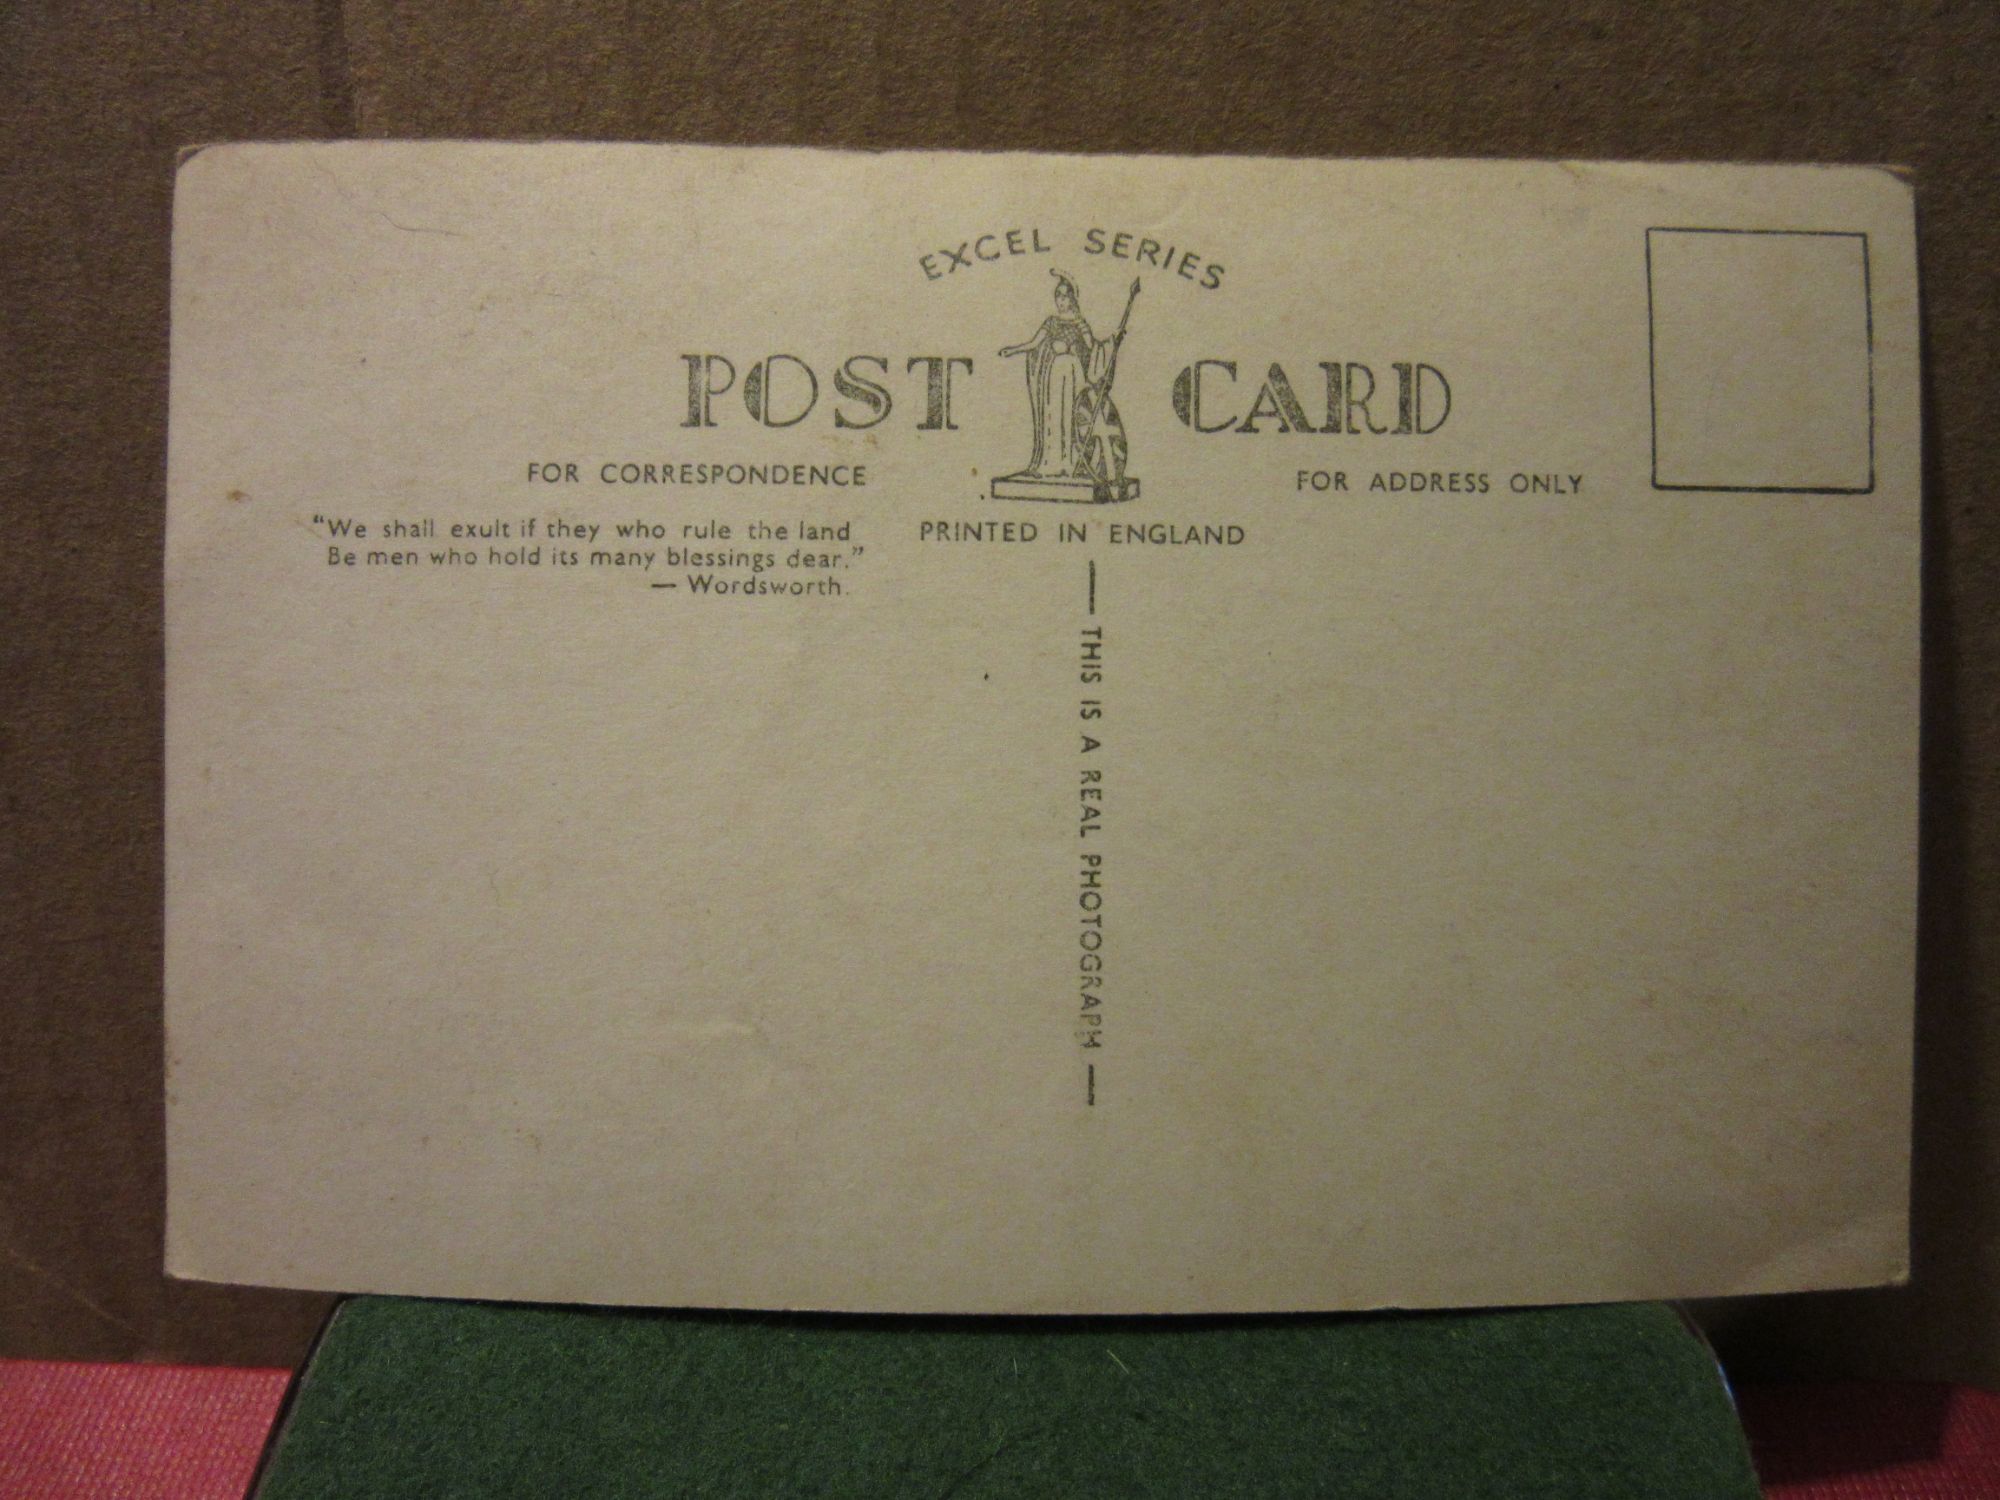 EXCEL SERIES
POST CARD
FOR CORRESPONDENCE
FOR ADDRESS ONLY
"We shall exult if they who rule the land
Be men who hold its many blessings dear."
— Wordsworth.
PRINTED IN ENGLAND
— THIS IS A REAL PHOTOGRAPH —